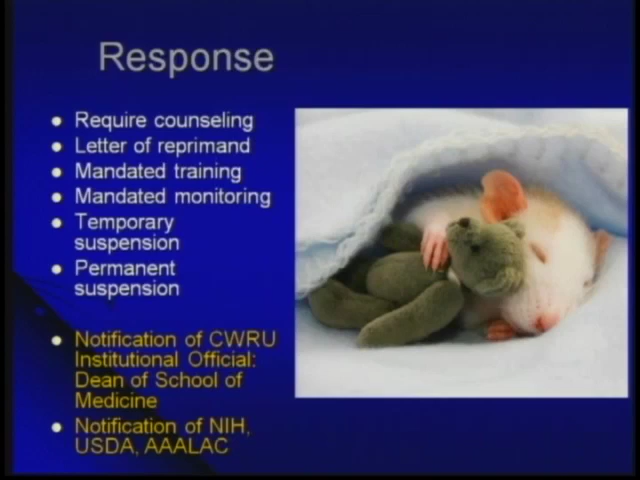 Response
Require counseling
Letter of reprimand
Mandated training
Mandated monitoring
Temporary
suspension
Permanent
suspension
Notification of CWRU
Institutional Official:
Dean of School of
Medicine
Notification of NIH,
USDA, AAALAC